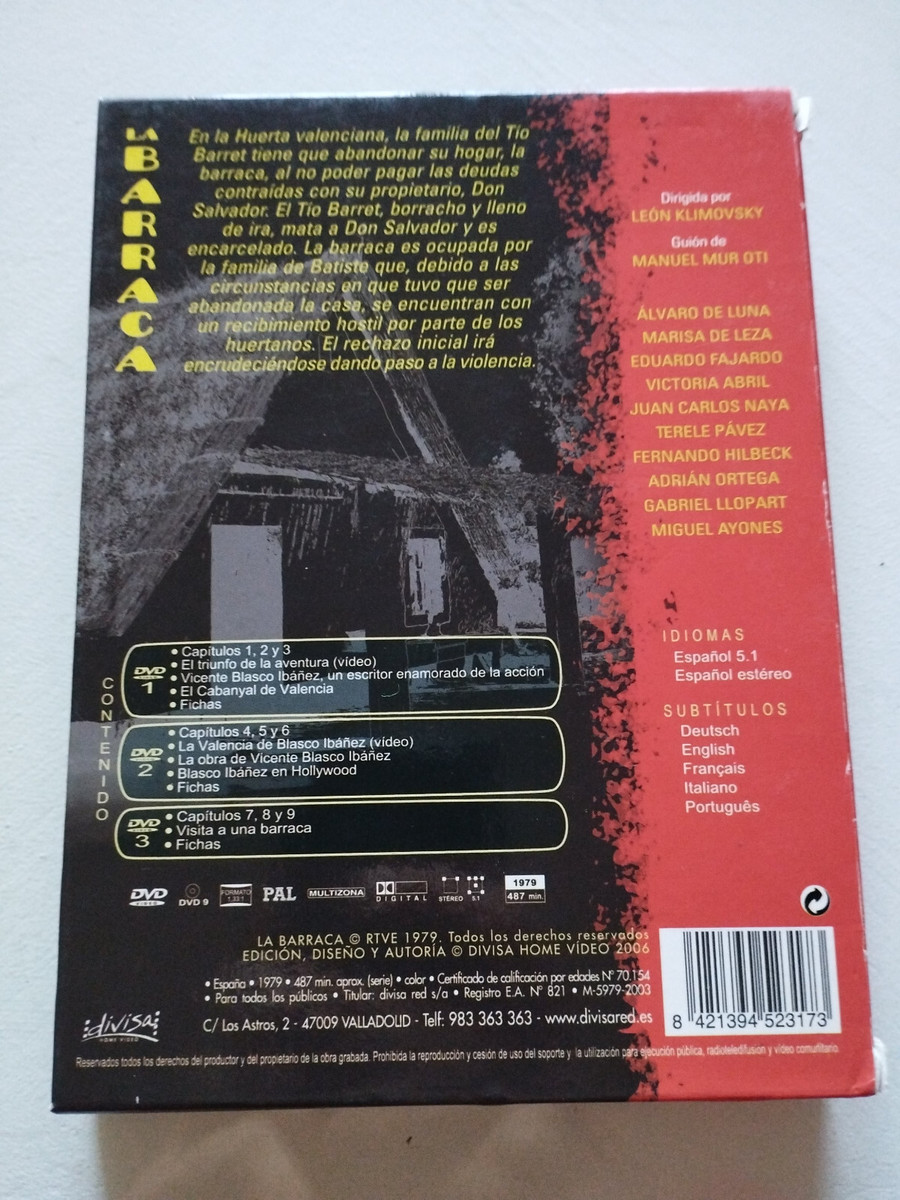 LA BARRACA
En la Huerta valenciana, la familia del Tío
Barret tiene que abandonar su hogar, la
barraca, al no poder pagar las deudas
contraídas con su propietario, Don
Salvador. El Tío Barret, borracho y lleno
de ira, mata a Don Salvador y es
encarcelado. La barraca es ocupada por
la familia de Batiste que, debido a las
circunstancias en que tuvo que ser
abandonada la casa, se encuentran con
un recibimiento hostil por parte de los
huertanos. El rechazo inicial irá
encrudeciéndose dando paso a la violencia.
Dirigida por
LEÓN KLIMOVSKY
Guión de
MANUEL MUR OTI
ÁLVARO DE LUNA
MARISA DE LEZA
EDUARDO FAJARDO
VICTORIA ABRIL
JUAN CARLOS NAYA
TERELE PÁVEZ
FERNANDO HILBECK
ADRIÁN ORTEGA
GABRIEL LLOPART
MIGUEL AYONES
IDIOMAS
Español 5.1
Español estéreo
SUBTÍTULOS
Deutsch
English
Français
Italiano
Português
CONTENIDO
DVD
1
• Capítulos 1, 2 y 3
• El triunfo de la aventura (vídeo)
• Vicente Blasco Ibáñez, un escritor enamorado de la acción
• El Cabanyal de Valencia
• Fichas
DVD
2
• Capítulos 4, 5 y 6
• La Valencia de Blasco Ibáñez (vídeo)
• La obra de Vicente Blasco Ibáñez
• Blasco Ibáñez en Hollywood
• Fichas
DVD
3
• Capítulos 7, 8 y 9
• Visita a una barraca
• Fichas
DVD VIDEO
DVD 9
FORMATO 1.33:1
PAL
MULTIZONA
DIGITAL
STÉREO
5.1
1979
487 min.
LA BARRACA © RTVE 1979. Todos los derechos reservados
EDICIÓN, DISEÑO Y AUTORÍA © DIVISA HOME VÍDEO 2006
• España • 1979 • 487 min. aprox. (serie) • color • Certificado de calificación por edades Nº 70.154
• Para todos los públicos • Titular: divisa red s/a • Registro E.A. Nº 821 • M-5979-2003
divisa
HOME VIDEO
C/ Los Astros, 2 - 47009 VALLADOLID - Telf: 983 363 363 - www.divisared.es
8 421394 523173
Reservados todos los derechos del productor y del propietario de la obra grabada. Prohibida la reproducción y cesión de uso del soporte y la utilización para ejecución pública, radioteledifusion y vídeo comunitario